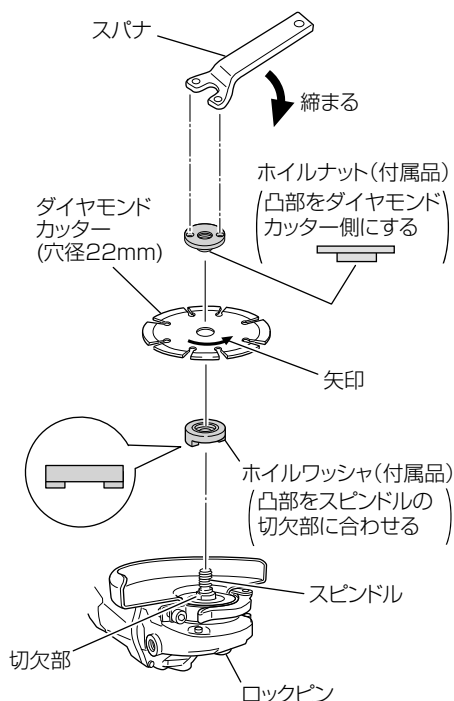 スパナ
締まる
ホイルナット(付属品)
(凸部をダイヤモンド
カッター側にする)
ダイヤモンド
カッター
(穴径22mm)
矢印
ホイルワッシャ(付属品)
(凸部をスピンドルの
切欠部に合わせる)
スピンドル
切欠部
ロックピン